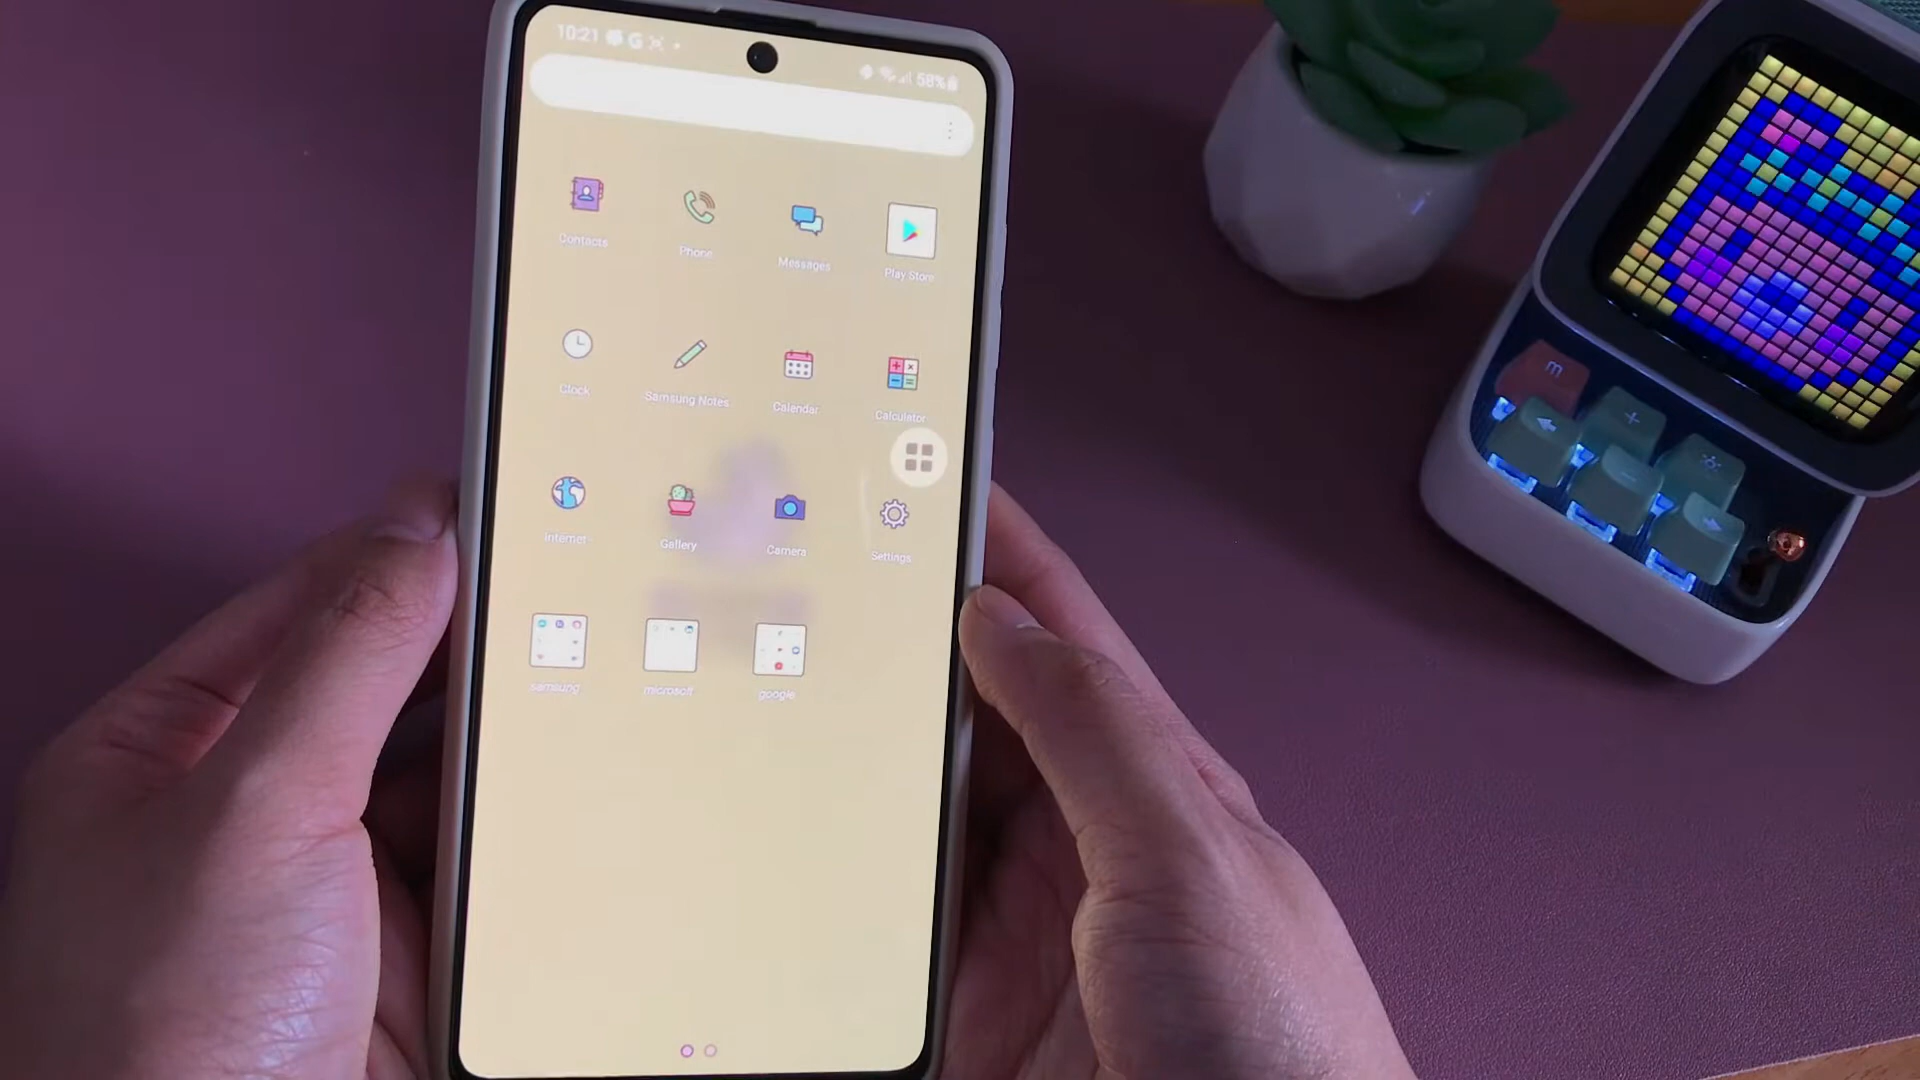 10:21 G 58%
Contacts Phone Messages Play Store
Clock Samsung Notes Calendar Calculator
Internet Gallery Camera Settings
samsung microsoft google
m
+
-